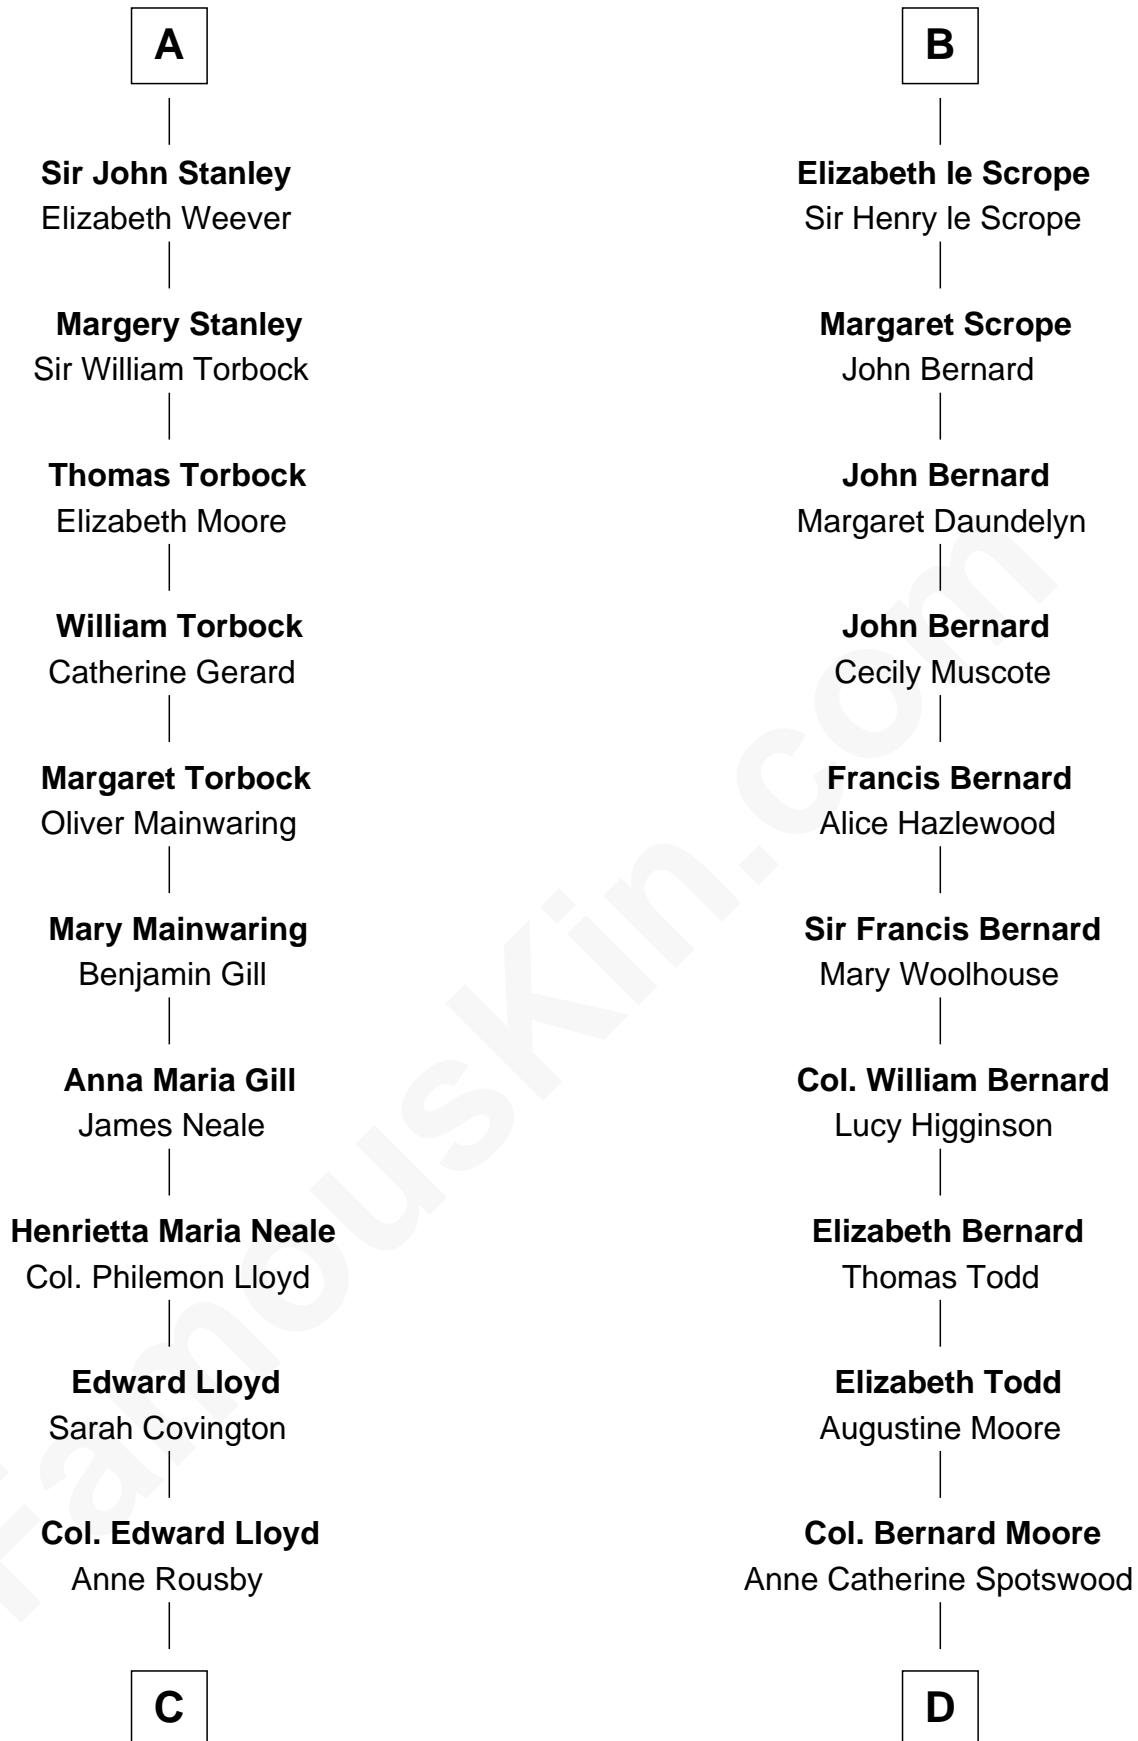 A
Sir John Stanley
Elizabeth Weever
Margery Stanley
Sir William Torbock
Thomas Torbock
Elizabeth Moore
William Torbock
Catherine Gerard
Margaret Torbock
Oliver Mainwaring
Mary Mainwaring
Benjamin Gill
Anna Maria Gill
James Neale
Henrietta Maria Neale
Col. Philemon Lloyd
Edward Lloyd
Sarah Covington
Col. Edward Lloyd
Anne Rousby
C
B
Elizabeth le Scrope
Sir Henry le Scrope
Margaret Scrope
John Bernard
John Bernard
Margaret Daundelyn
John Bernard
Cecily Muscote
Francis Bernard
Alice Hazlewood
Sir Francis Bernard
Mary Woolhouse
Col. William Bernard
Lucy Higginson
Elizabeth Bernard
Thomas Todd
Elizabeth Todd
Augustine Moore
Col. Bernard Moore
Anne Catherine Spotswood
D
FamousKin.com